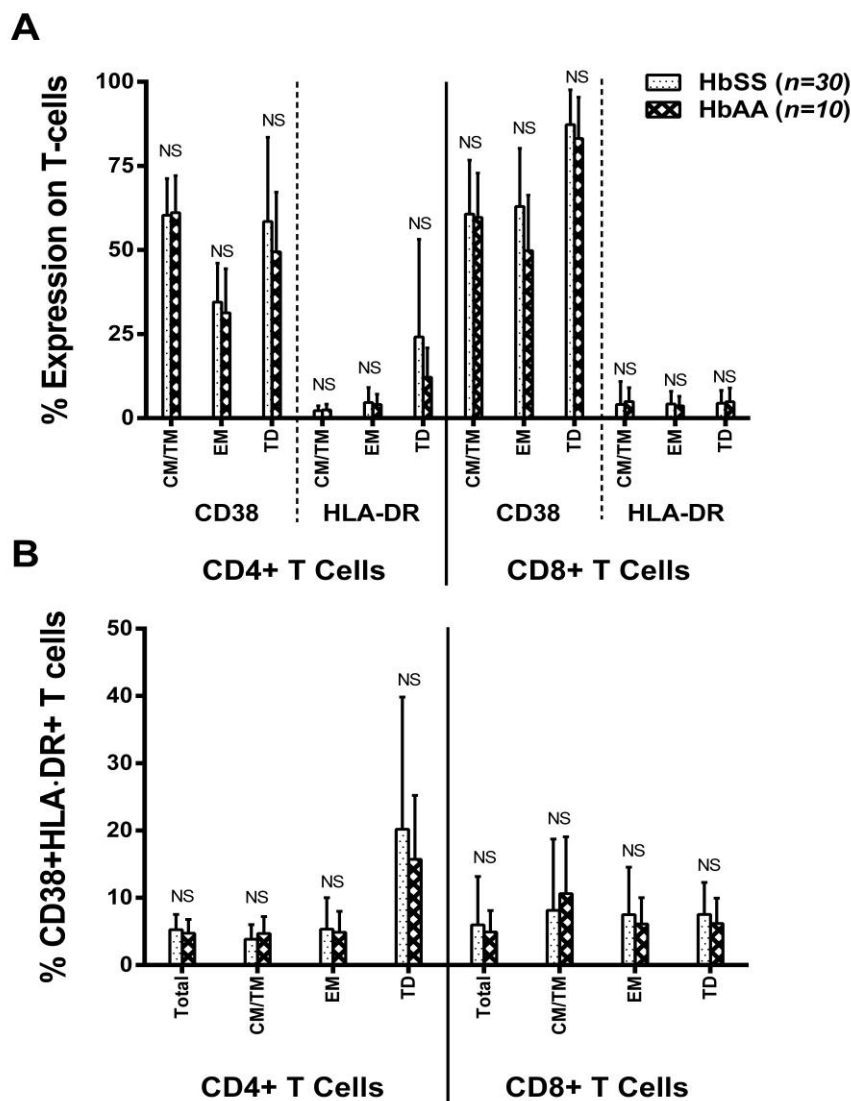 A
% Expression on T-cells
100
75
50
25
0
HbSS (n=30)
HbAA (n=10)
NS NS NS NS NS NS NS NS NS NS NS NS
CM/TM EM TD CM/TM EM TD CM/TM EM TD CM/TM EM TD
CD38 HLA-DR CD38 HLA-DR
CD4+ T Cells CD8+ T Cells
B
% CD38+HLA·DR+ T cells
50
40
30
20
10
0
NS NS NS NS NS NS NS NS
Total CM/TM EM TD Total CM/TM EM TD
CD4+ T Cells CD8+ T Cells